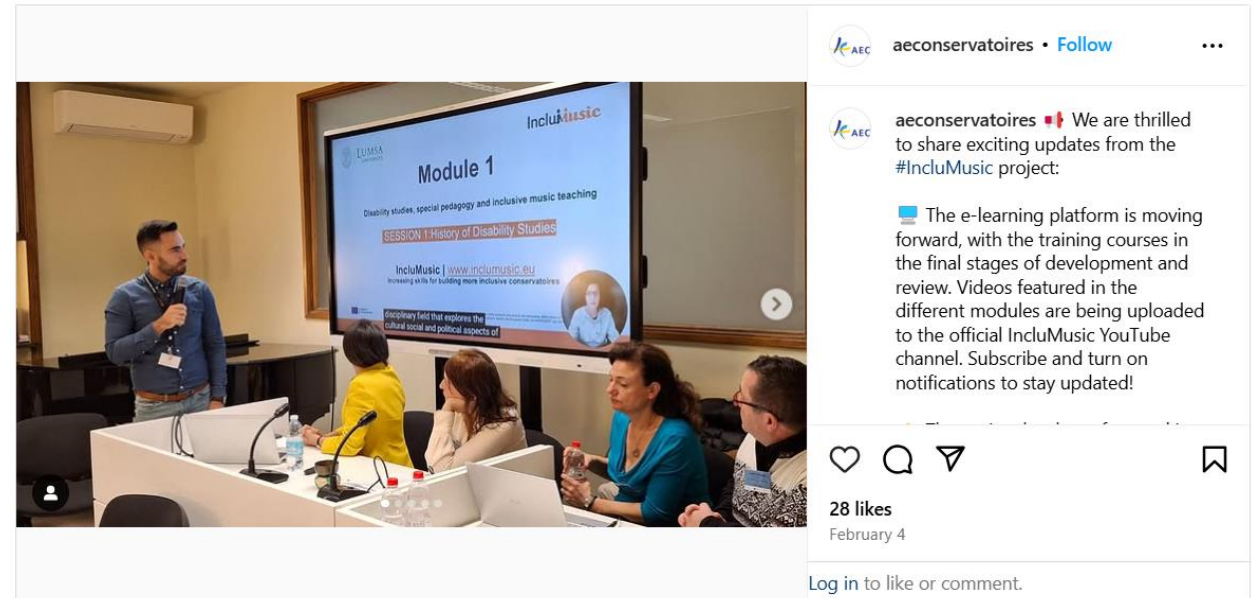 IncluMusic
LUMSA
UNIVERSITÀ
Module 1
Disability studies, special pedagogy and inclusive music teaching
SESSION 1:History of Disability Studies
IncluMusic | www.inclumusic.eu
Increasing skills for building more inclusive conservatoires
disciplinary field that explores the
cultural social and political aspects of
AEC
aeconservatoires • Follow
AEC
aeconservatoires 📢 We are thrilled
to share exciting updates from the
#IncluMusic project:
🖥️ The e-learning platform is moving
forward, with the training courses in
the final stages of development and
review. Videos featured in the
different modules are being uploaded
to the official IncluMusic YouTube
channel. Subscribe and turn on
notifications to stay updated!
28 likes
February 4
Log in to like or comment.